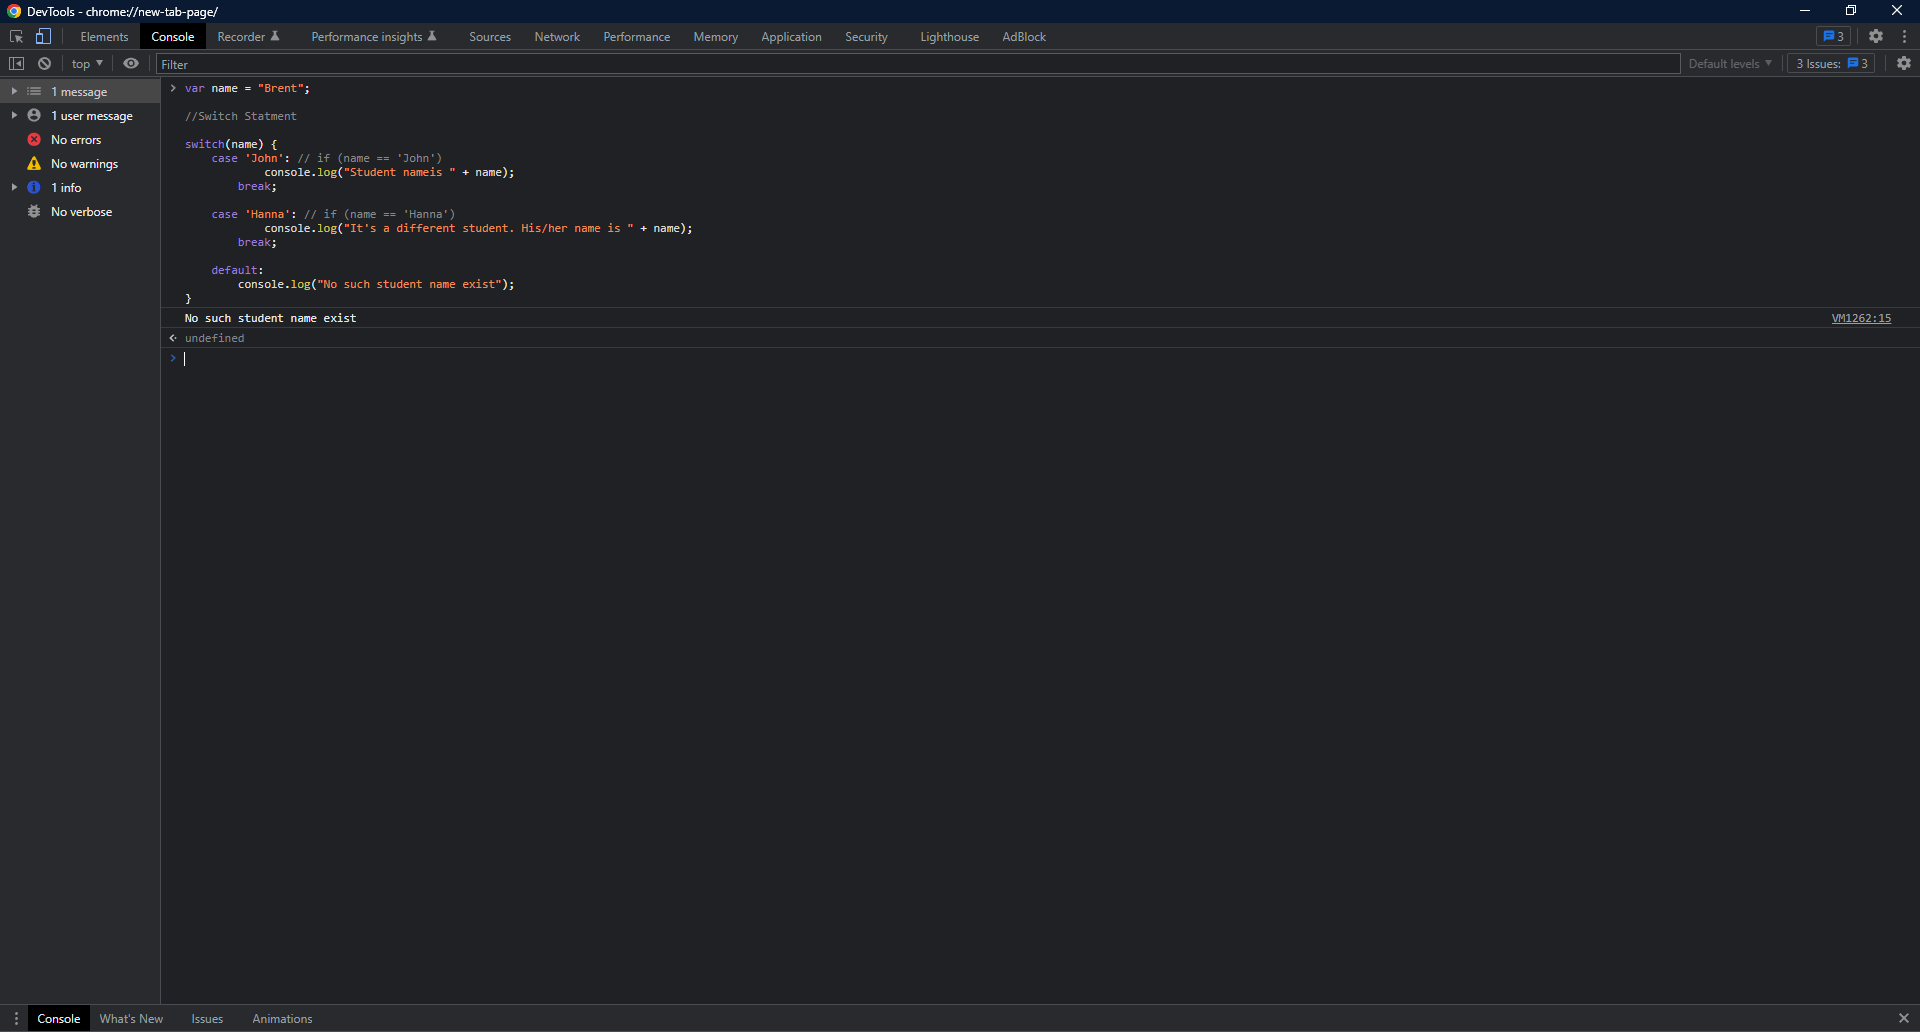 DevTools - chrome://new-tab-page/
Elements Console Recorder Performance insights Sources Network Performance Memory Application Security Lighthouse AdBlock 3
top Filter Default levels 3 Issues: 3
1 message
1 user message
No errors
No warnings
1 info
No verbose
var name = "Brent";
//Switch Statment
switch(name) {
case 'John': // if (name == 'John')
console.log("Student nameis " + name);
break;
case 'Hanna': // if (name == 'Hanna')
console.log("It's a different student. His/her name is " + name);
break;
default:
console.log("No such student name exist");
}
No such student name exist VM1262:15
undefined
Console What's New Issues Animations